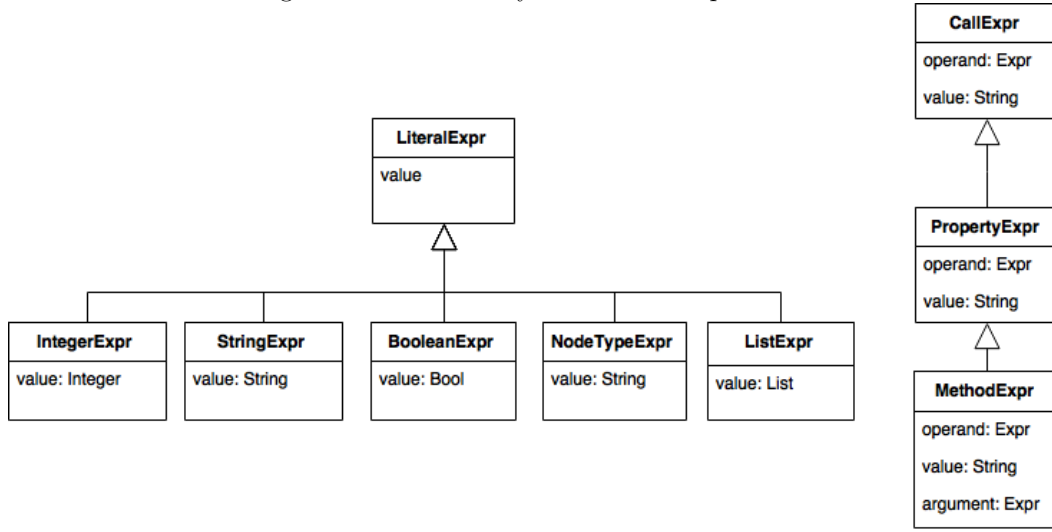 CallExpr
operand: Expr
value: String
LiteralExpr
value
PropertyExpr
operand: Expr
value: String
IntegerExpr
value: Integer
StringExpr
value: String
BooleanExpr
value: Bool
NodeTypeExpr
value: String
ListExpr
value: List
MethodExpr
operand: Expr
value: String
argument: Expr